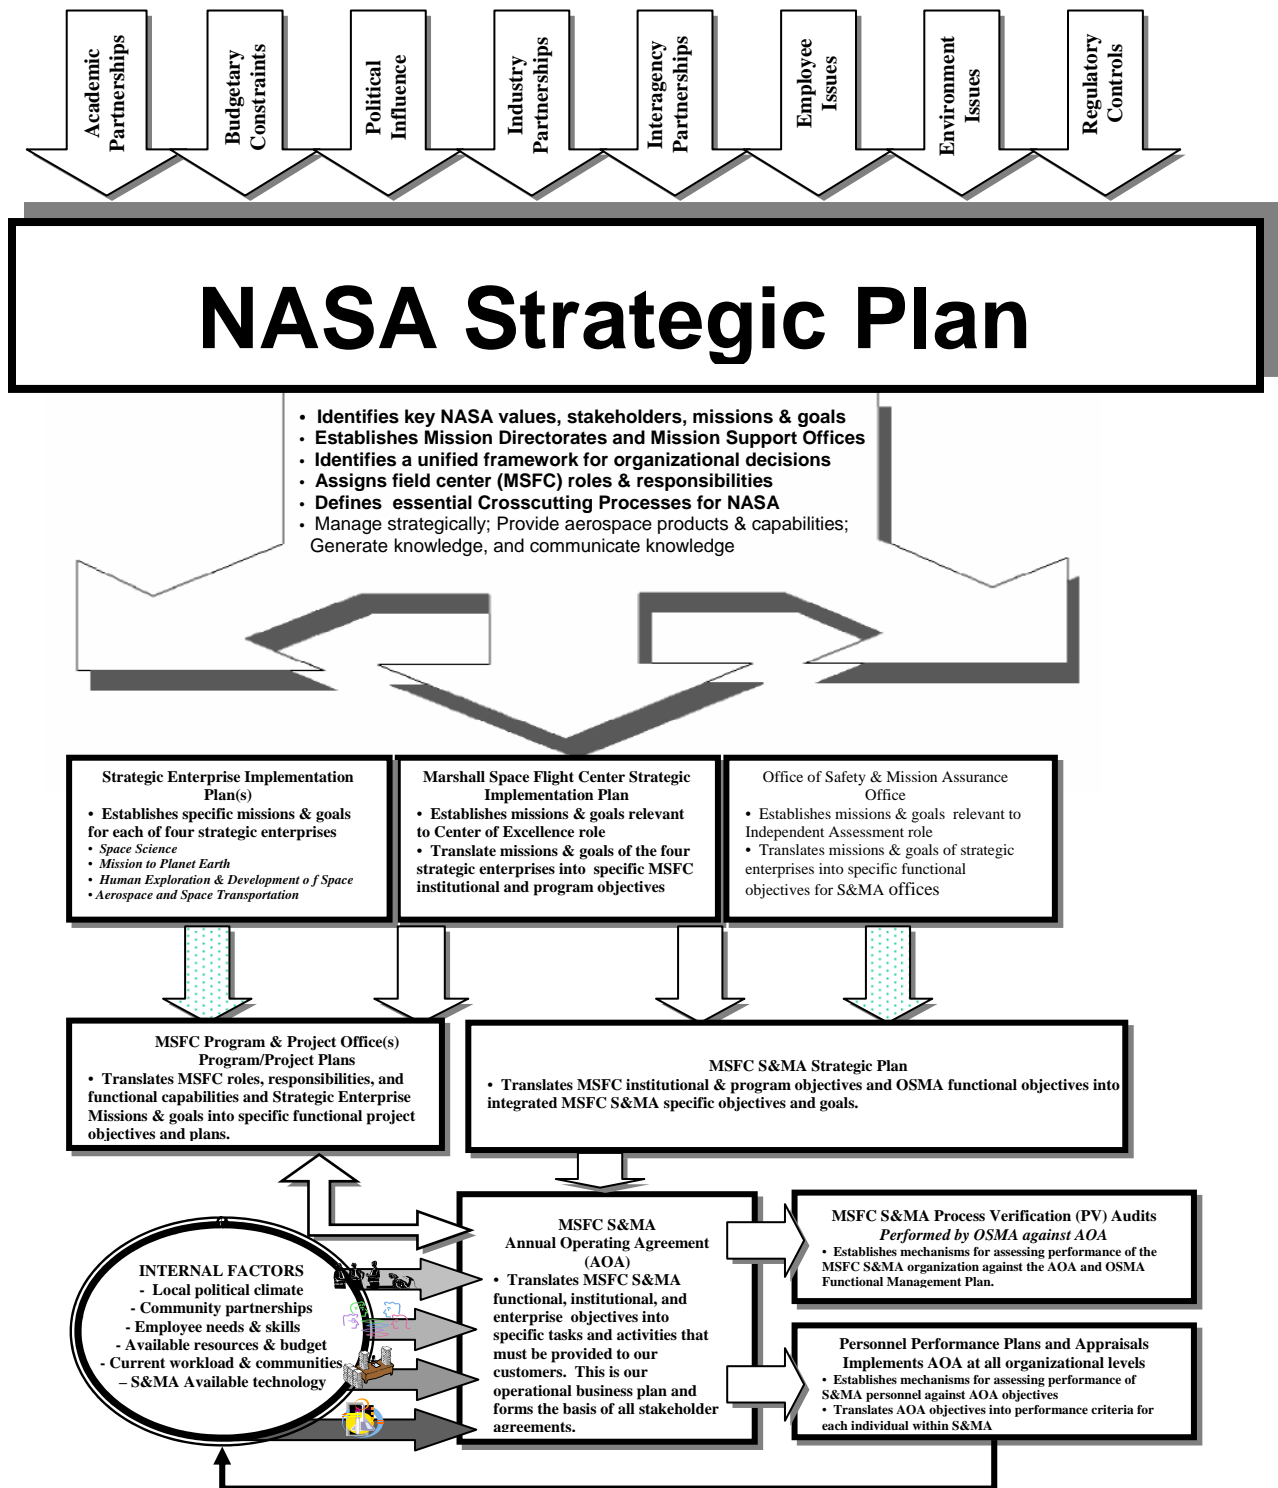 Academic
Partnerships
Budgetary
Constraints
Political
Influence
Industry
Partnerships
Interagency
Partnerships
Employee
Issues
Environment
Issues
Regulatory
Controls
NASA Strategic Plan
• Identifies key NASA values, stakeholders, missions & goals
• Establishes Mission Directorates and Mission Support Offices
• Identifies a unified framework for organizational decisions
• Assigns field center (MSFC) roles & responsibilities
• Defines essential Crosscutting Processes for NASA
• Manage strategically; Provide aerospace products & capabilities;
Generate knowledge, and communicate knowledge
Strategic Enterprise Implementation
Plan(s)
• Establishes specific missions & goals
for each of four strategic enterprises
• Space Science
• Mission to Planet Earth
• Human Exploration & Development o f Space
• Aerospace and Space Transportation
Marshall Space Flight Center Strategic
Implementation Plan
• Establishes missions & goals relevant
to Center of Excellence role
• Translate missions & goals of the four
strategic enterprises into specific MSFC
institutional and program objectives
Office of Safety & Mission Assurance
Office
• Establishes missions & goals relevant to
Independent Assessment role
• Translates missions & goals of strategic
enterprises into specific functional
objectives for S&MA offices
MSFC Program & Project Office(s)
Program/Project Plans
• Translates MSFC roles, responsibilities, and
functional capabilities and Strategic Enterprise
Missions & goals into specific functional project
objectives and plans.
MSFC S&MA Strategic Plan
• Translates MSFC institutional & program objectives and OSMA functional objectives into
integrated MSFC S&MA specific objectives and goals.
INTERNAL FACTORS
- Local political climate
- Community partnerships
- Employee needs & skills
- Available resources & budget
- Current workload & communities
– S&MA Available technology
MSFC S&MA
Annual Operating Agreement
(AOA)
• Translates MSFC S&MA
functional, institutional, and
enterprise objectives into
specific tasks and activities that
must be provided to our
customers. This is our
operational business plan and
forms the basis of all stakeholder
agreements.
MSFC S&MA Process Verification (PV) Audits
Performed by OSMA against AOA
• Establishes mechanisms for assessing performance of the
MSFC S&MA organization against the AOA and OSMA
Functional Management Plan.
Personnel Performance Plans and Appraisals
Implements AOA at all organizational levels
• Establishes mechanisms for assessing performance of
S&MA personnel against AOA objectives
• Translates AOA objectives into performance criteria for
each individual within S&MA